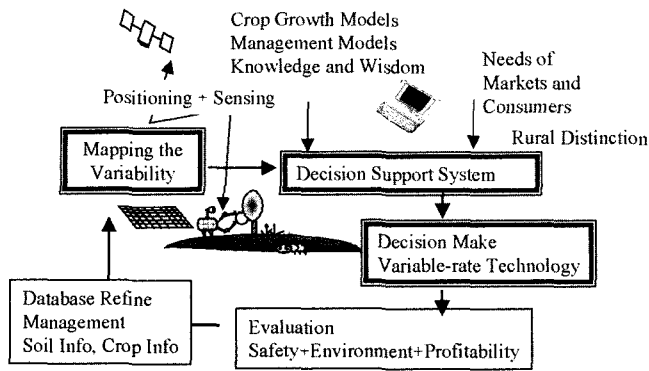 Crop Growth Models
Management Models
Knowledge and Wisdom
Needs of
Markets and
Consumers
Positioning + Sensing
Rural Distinction
Mapping the
Variability
Decision Support System
Decision Make
Variable-rate Technology
Database Refine
Management
Soil Info, Crop Info
Evaluation
Safety+Environment+Profitability